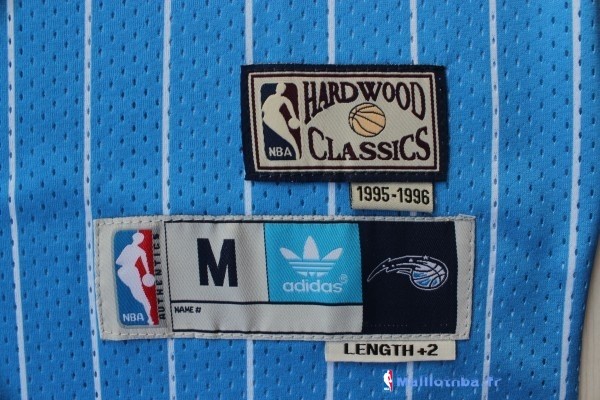 HARDWOOD
CLASSICS
NBA
1995-1996
NBA
AUTHENTICS
M
NAME #
adidas®
LENGTH +2
Maillotnba.fr